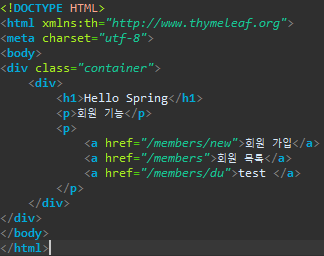 <!DOCTYPE HTML>
<html xmlns:th="http://www.thymeleaf.org">
<meta charset="utf-8">
<body>
<div class="container">
    <div>
        <h1>Hello Spring</h1>
        <p>회원 기능</p>
        <p>
            <a href="/members/new">회원 가입</a>
            <a href="/members">회원 목록</a>
            <a href="/members/du">test </a>
        </p>
    </div>
</div>
</body>
</html>